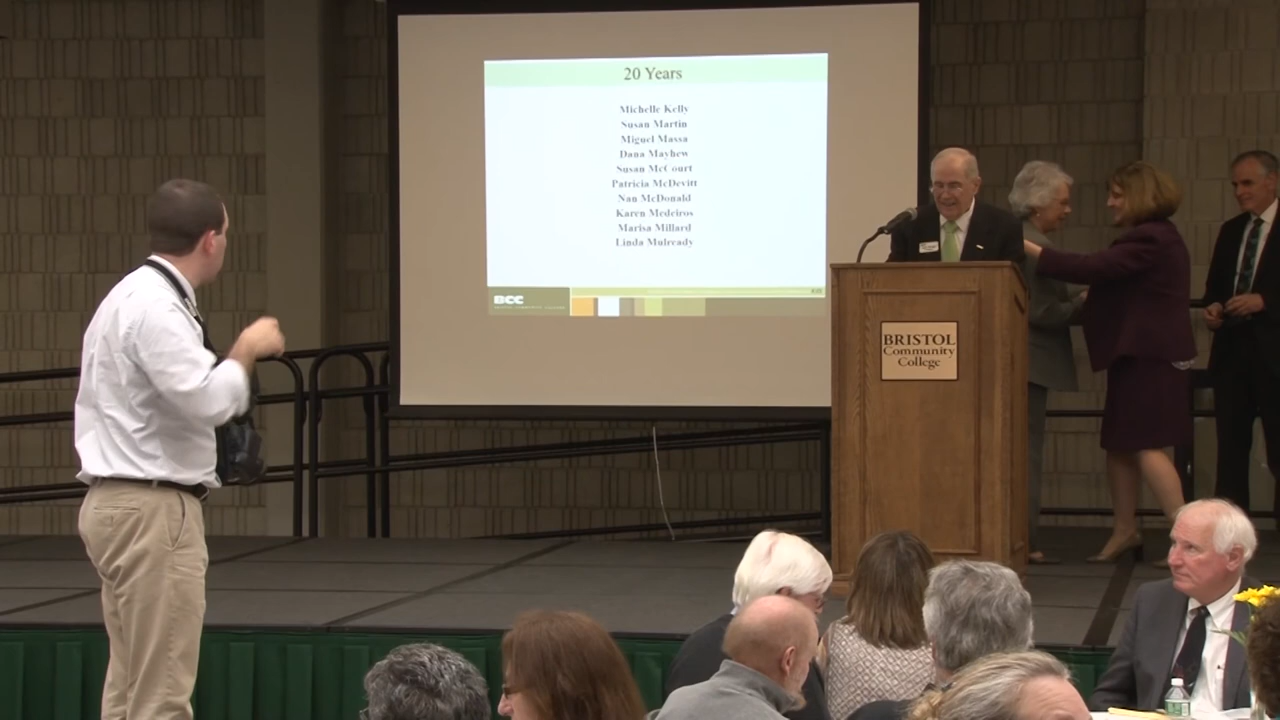 20 Years
Michelle Kelly
Susan Martin
Miguel Massa
Dana Mayhew
Susan McCourt
Patricia McDevitt
Nan McDonald
Karen Medeiros
Marisa Millard
Linda Mulready
BCC
BRISTOL
Community
College